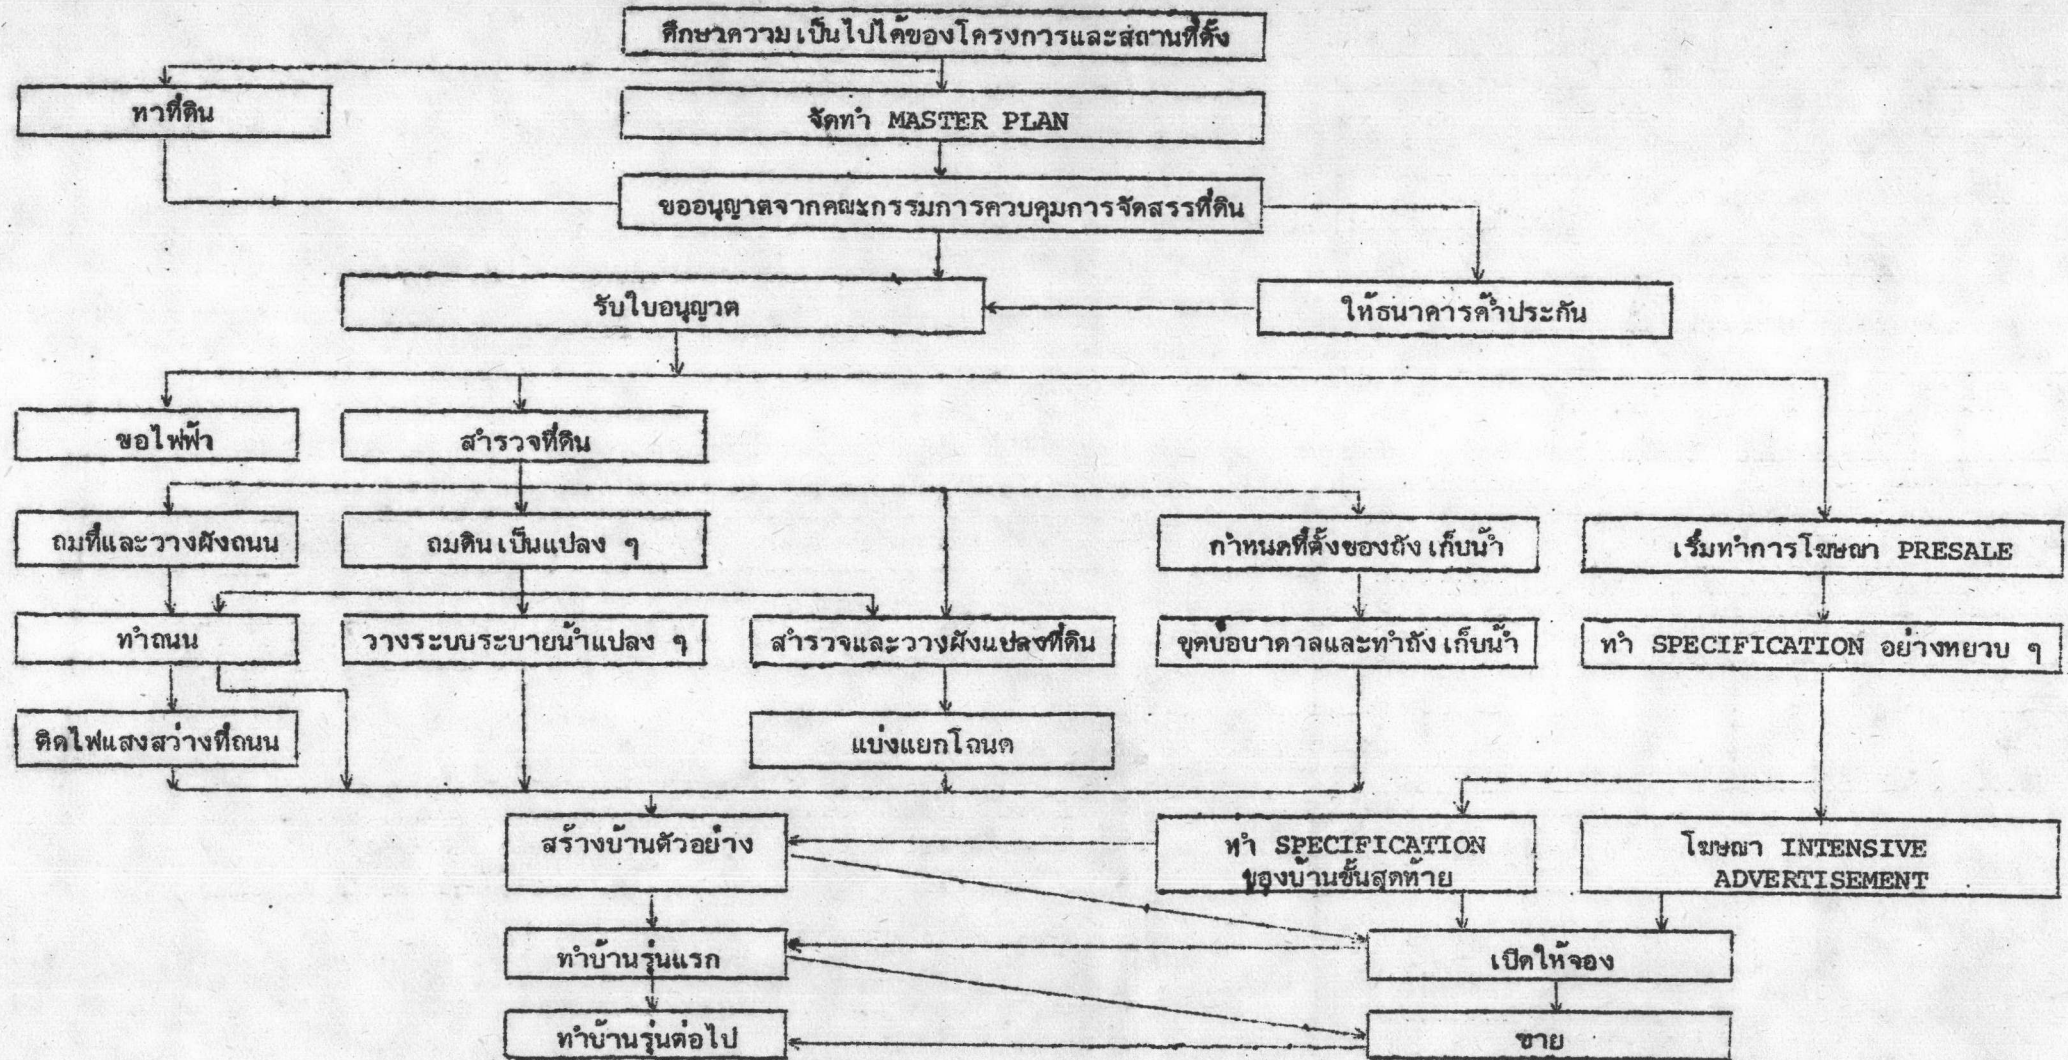 ศึกษาความเป็นไปได้ของโครงการและสถานที่ตั้ง
หาที่ดิน
จัดทำ MASTER PLAN
ขออนุญาตจากคณะกรรมการควบคุมการจัดสรรที่ดิน
รับใบอนุญาต
ให้ธนาคารค้ำประกัน
ขอไฟฟ้า
สำรวจที่ดิน
ถมที่และวางผังถนน
ถมดินเป็นแปลง ๆ
กำหนดที่ตั้งของถังเก็บน้ำ
เริ่มทำการโฆษณา PRESALE
ทำถนน
วางระบบระบายน้ำแปลง ๆ
สำรวจและวางผังแปลงที่ดิน
ขุดบ่อบาดาลและทำถังเก็บน้ำ
ทำ SPECIFICATION อย่างหยาบ ๆ
ติดไฟแสงสว่างที่ถนน
แบ่งแยกโฉนด
สร้างบ้านตัวอย่าง
ทำ SPECIFICATION
ของบ้านขั้นสุดท้าย
โฆษณา INTENSIVE
ADVERTISEMENT
ทำบ้านรุ่นแรก
เปิดให้จอง
ทำบ้านรุ่นต่อไป
ขาย